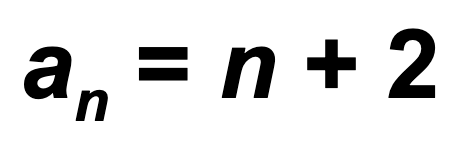 aₙ = n + 2